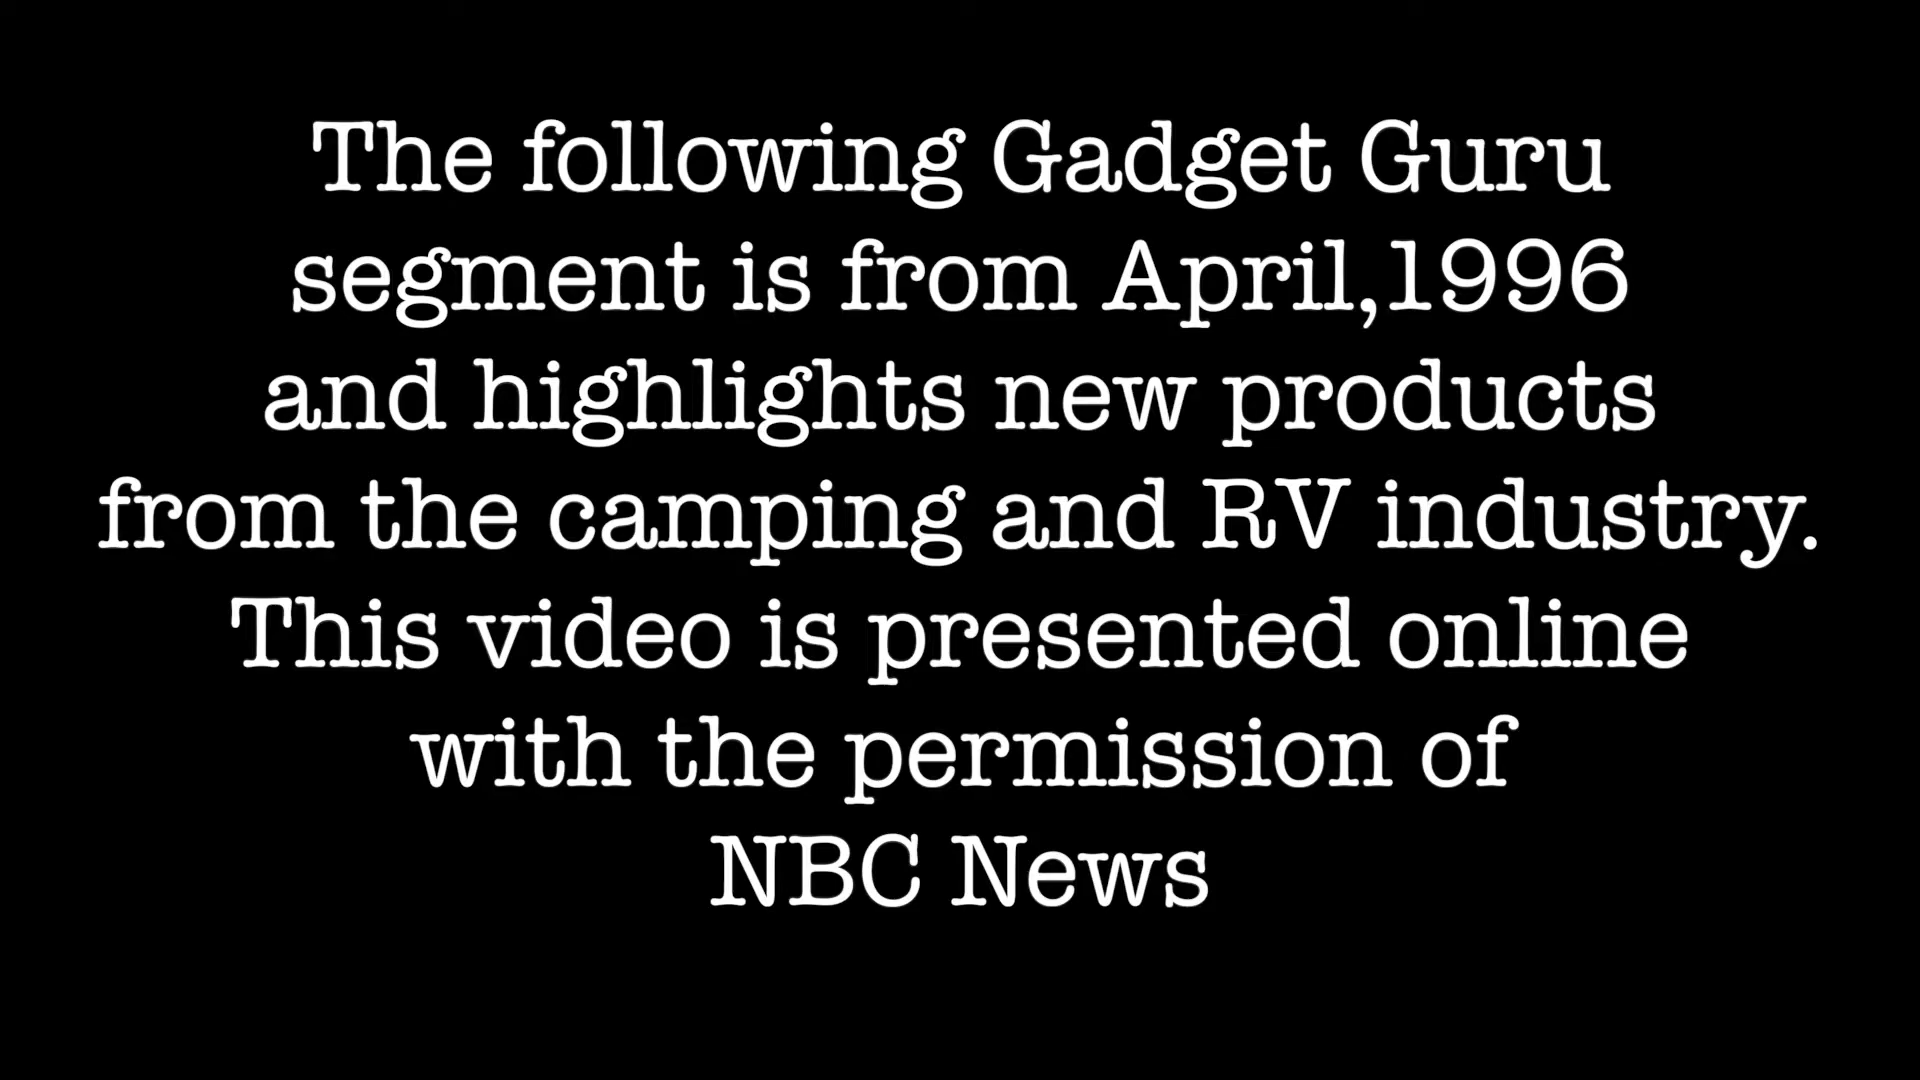 The following Gadget Guru
segment is from April,1996
and highlights new products
from the camping and RV industry.
This video is presented online
with the permission of
NBC News